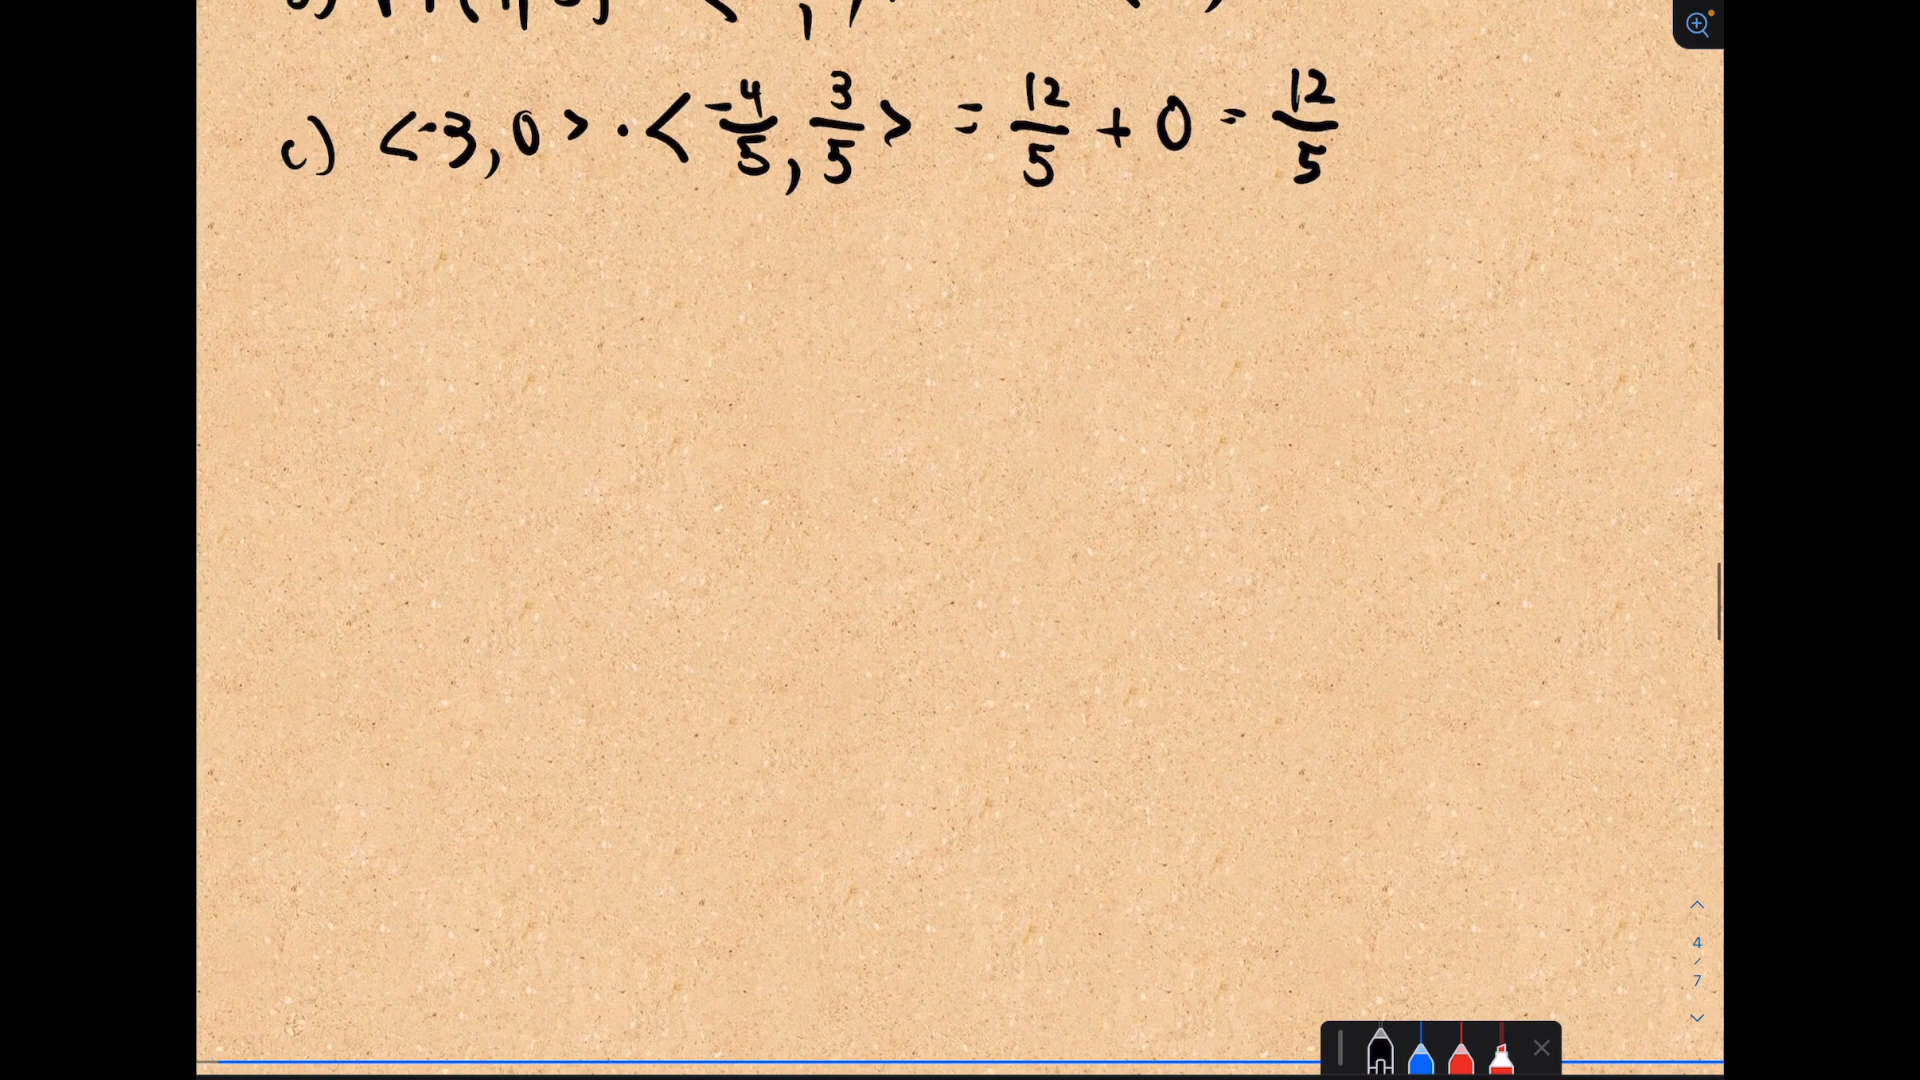 c) <-3, 0> · <-4/5, 3/5> = 12/5 + 0 = 12/5
4
/
7